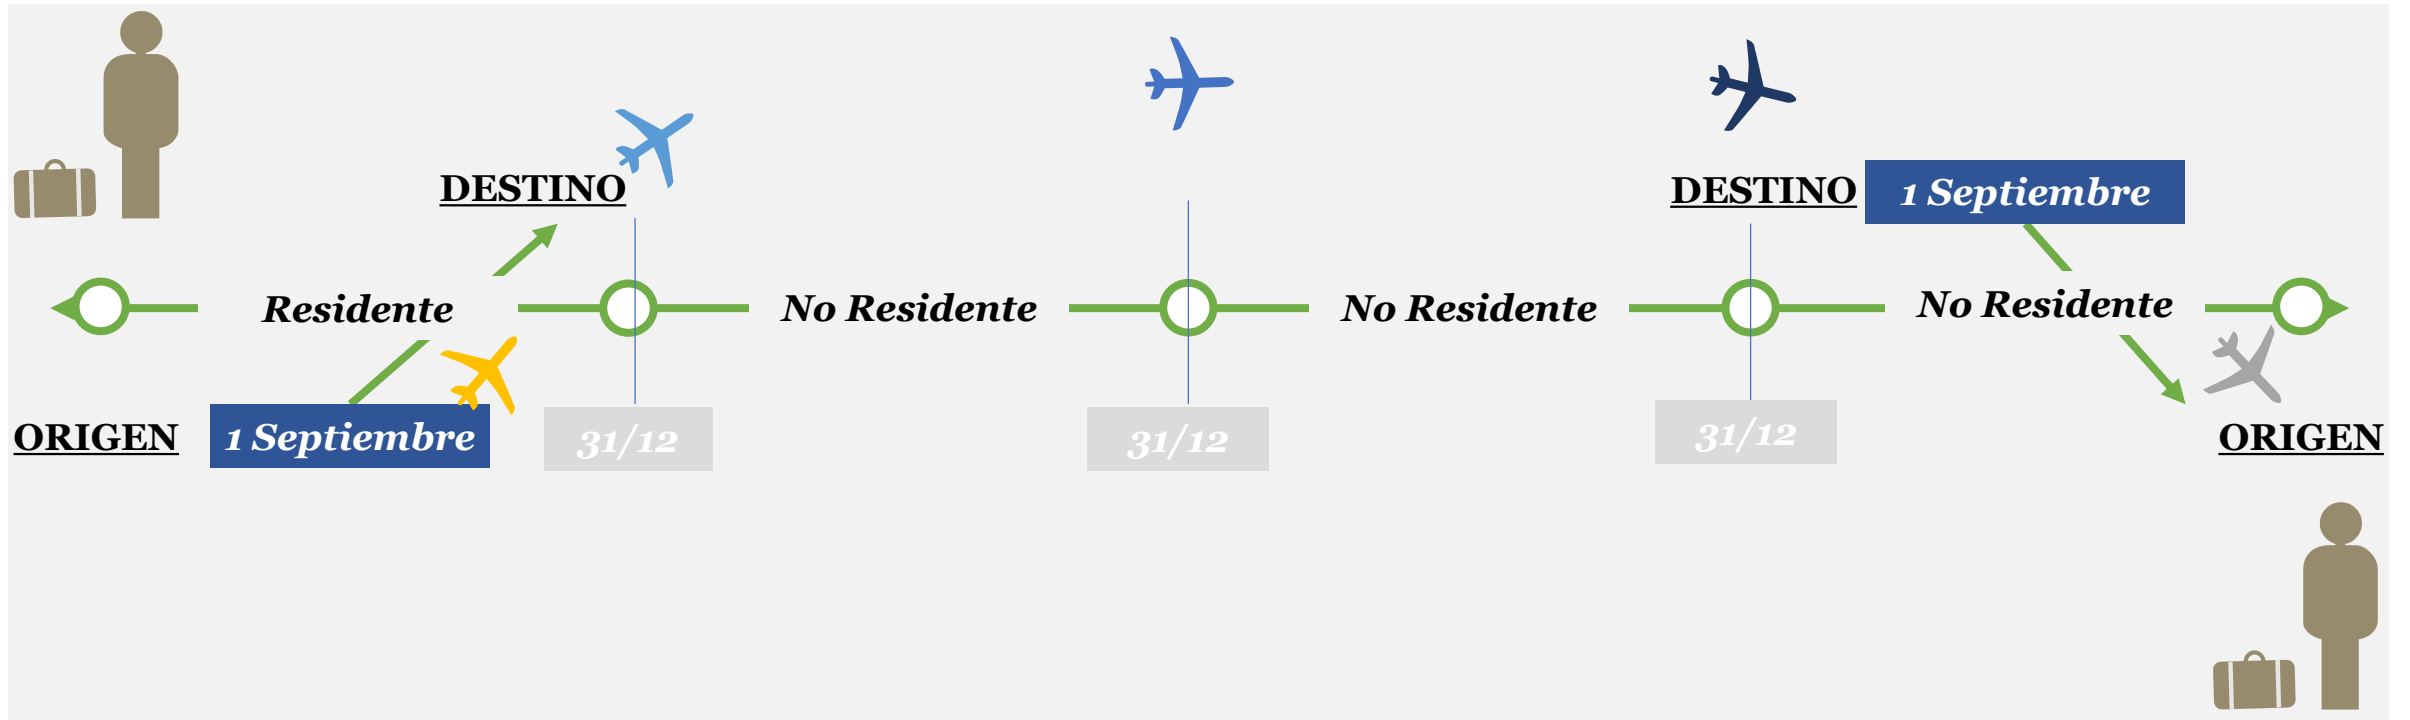 DESTINO
DESTINO
1 Septiembre
Residente
No Residente
No Residente
No Residente
ORIGEN
1 Septiembre
31/12
31/12
31/12
ORIGEN